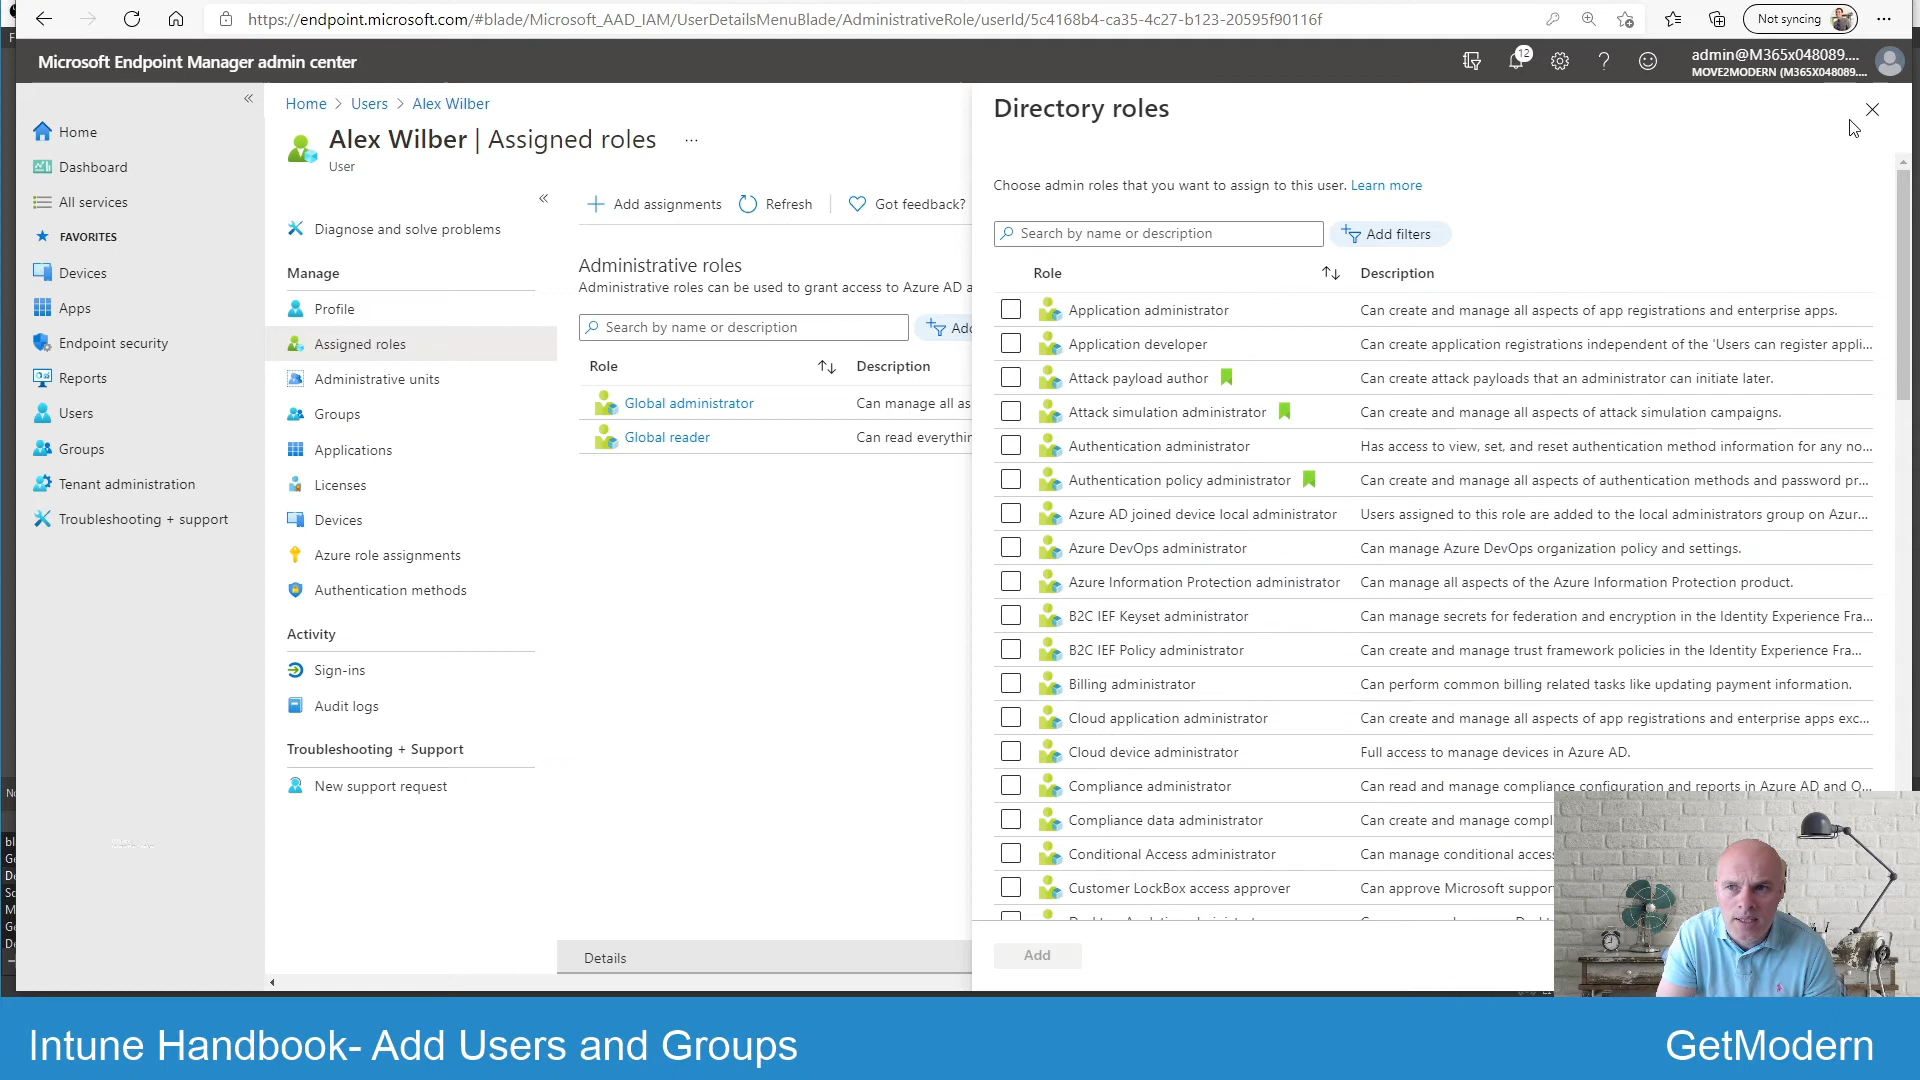 https://endpoint.microsoft.com/#blade/Microsoft_AAD_IAM/UserDetailsMenuBlade/AdministrativeRole/userId/5c4168b4-ca35-4c27-b123-20595f90116f
Not syncing
Microsoft Endpoint Manager admin center
12
admin@M365x048089....
MOVE2MODERN (M365X048089....
Home
Dashboard
All services
FAVORITES
Devices
Apps
Endpoint security
Reports
Users
Groups
Tenant administration
Troubleshooting + support
Home > Users > Alex Wilber
Alex Wilber | Assigned roles ...
User
Diagnose and solve problems
Manage
Profile
Assigned roles
Administrative units
Groups
Applications
Licenses
Devices
Azure role assignments
Authentication methods
Activity
Sign-ins
Audit logs
Troubleshooting + Support
New support request
Add assignments Refresh Got feedback?
Administrative roles
Administrative roles can be used to grant access to Azure AD a
Search by name or description
Role Description
Global administrator Can manage all as
Global reader Can read everythin
Details
Directory roles
Choose admin roles that you want to assign to this user. Learn more
Search by name or description Add filters
Role Description
Application administrator Can create and manage all aspects of app registrations and enterprise apps.
Application developer Can create application registrations independent of the 'Users can register appli...
Attack payload author Can create attack payloads that an administrator can initiate later.
Attack simulation administrator Can create and manage all aspects of attack simulation campaigns.
Authentication administrator Has access to view, set, and reset authentication method information for any no...
Authentication policy administrator Can create and manage all aspects of authentication methods and password pr...
Azure AD joined device local administrator Users assigned to this role are added to the local administrators group on Azur...
Azure DevOps administrator Can manage Azure DevOps organization policy and settings.
Azure Information Protection administrator Can manage all aspects of the Azure Information Protection product.
B2C IEF Keyset administrator Can manage secrets for federation and encryption in the Identity Experience Fra...
B2C IEF Policy administrator Can create and manage trust framework policies in the Identity Experience Fra...
Billing administrator Can perform common billing related tasks like updating payment information.
Cloud application administrator Can create and manage all aspects of app registrations and enterprise apps exc...
Cloud device administrator Full access to manage devices in Azure AD.
Compliance administrator Can read and manage compliance configuration and reports in Azure AD and O...
Compliance data administrator Can create and manage compl
Conditional Access administrator Can manage conditional access
Customer LockBox access approver Can approve Microsoft suppor
Add
Intune Handbook- Add Users and Groups
GetModern